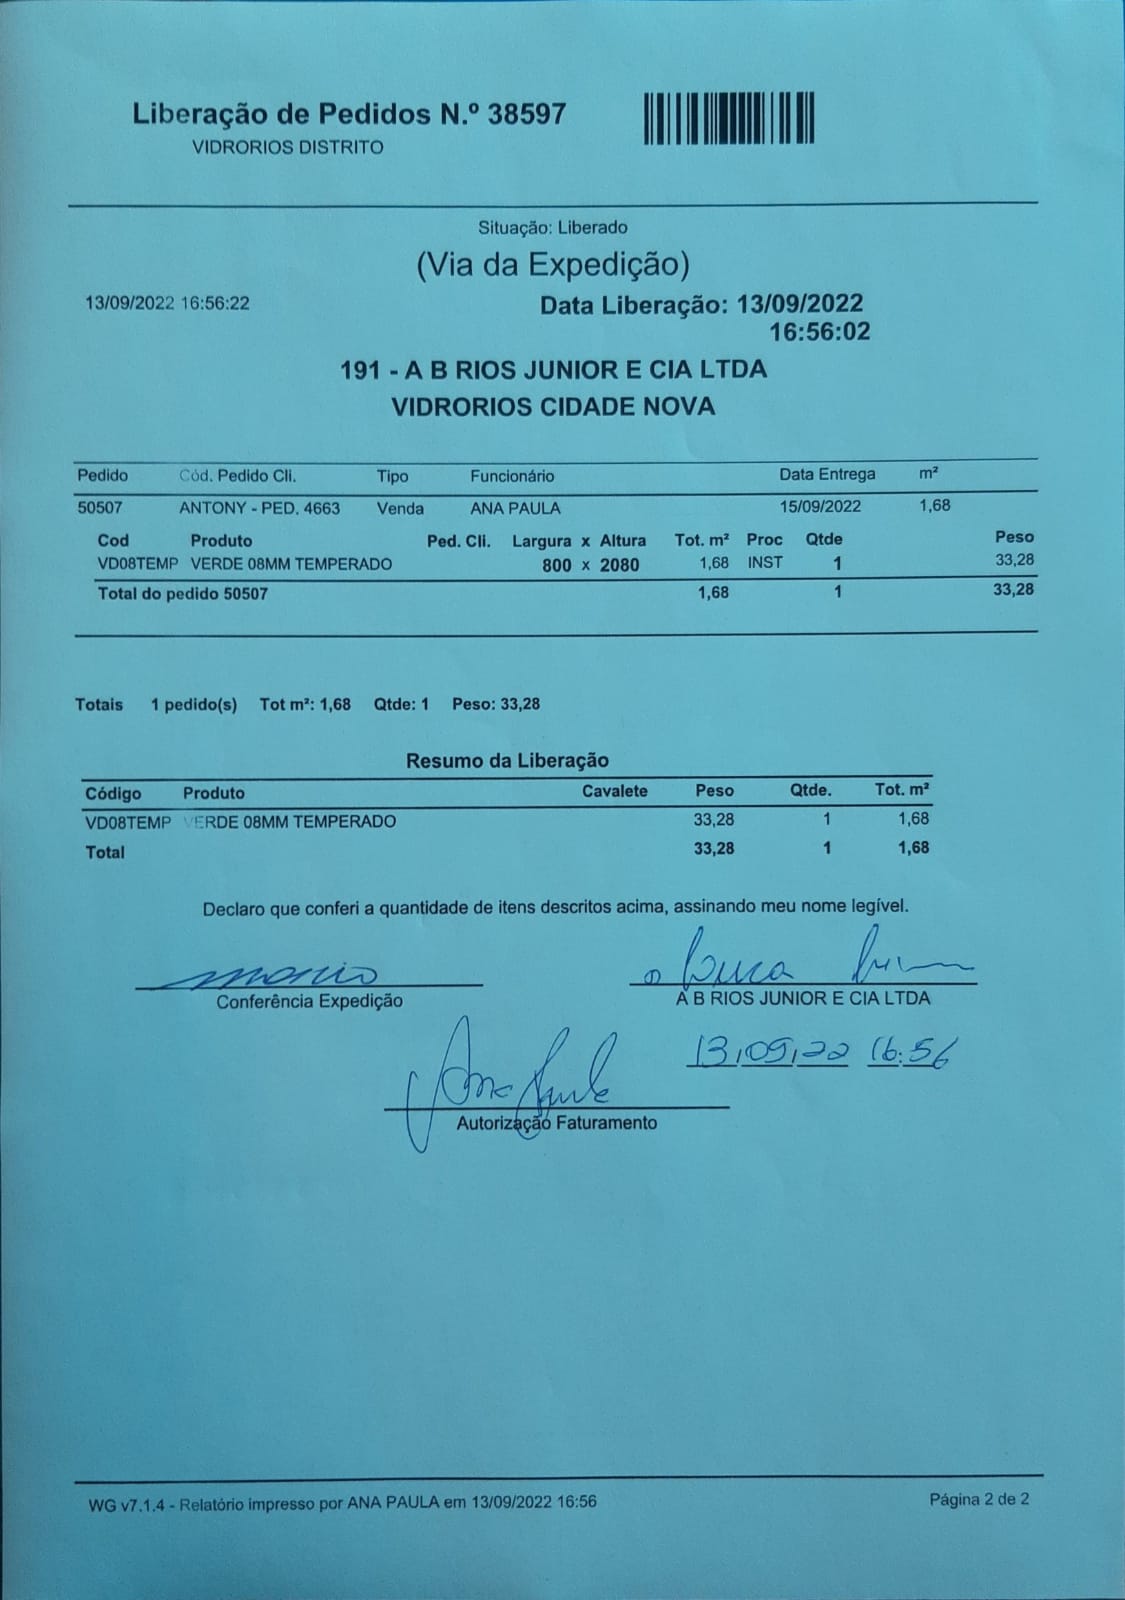 Liberação de Pedidos N.º 38597
VIDRORIOS DISTRITO
Situação: Liberado
(Via da Expedição)
13/09/2022 16:56:22 Data Liberação: 13/09/2022
16:56:02
191 - A B RIOS JUNIOR E CIA LTDA
VIDRORIOS CIDADE NOVA
Pedido Cód. Pedido Cli. Tipo Funcionário Data Entrega m²
50507 ANTONY - PED. 4663 Venda ANA PAULA 15/09/2022 1,68
Cod Produto Ped. Cli. Largura x Altura Tot. m² Proc Qtde Peso
VD08TEMP VERDE 08MM TEMPERADO 800 x 2080 1,68 INST 1 33,28
Total do pedido 50507 1,68 1 33,28
Totais 1 pedido(s) Tot m²: 1,68 Qtde: 1 Peso: 33,28
Resumo da Liberação
Código Produto Cavalete Peso Qtde. Tot. m²
VD08TEMP VERDE 08MM TEMPERADO 33,28 1 1,68
Total 33,28 1 1,68
Declaro que conferi a quantidade de itens descritos acima, assinando meu nome legível.
Conferência Expedição A B RIOS JUNIOR E CIA LTDA
13/09/22 16:56
Ana Paula
Autorização Faturamento
WG v7.1.4 - Relatório impresso por ANA PAULA em 13/09/2022 16:56 Página 2 de 2